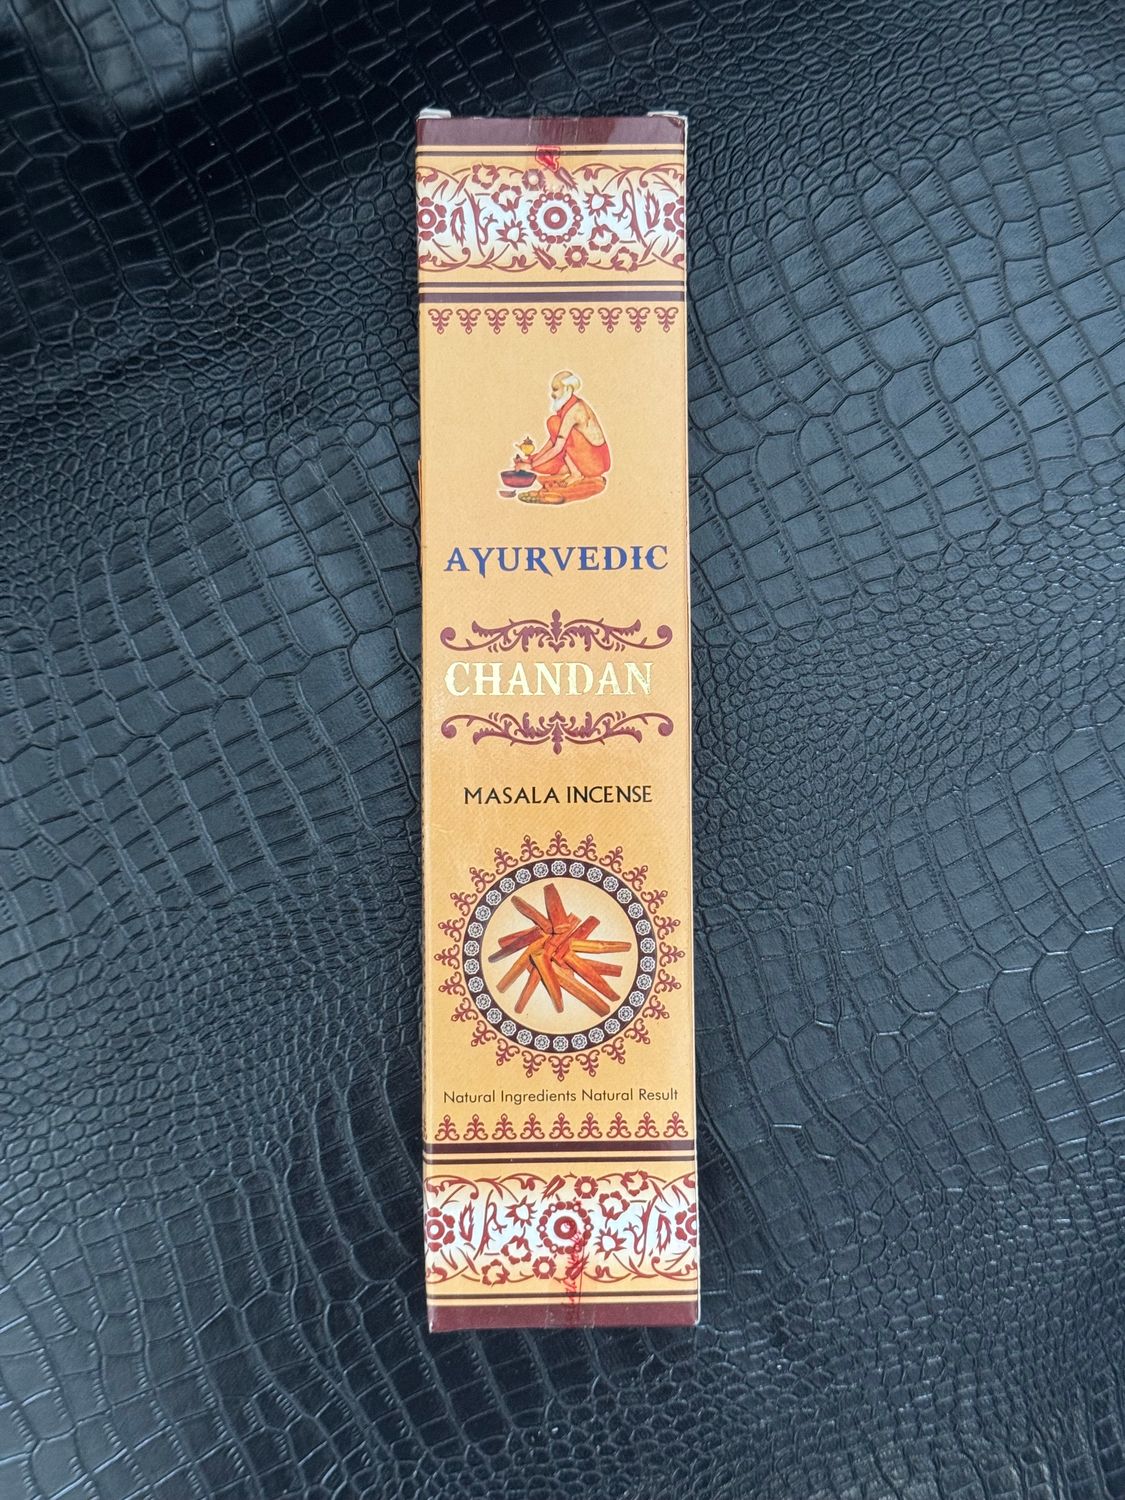 AYURVEDIC
CHANDAN
MASALA INCENSE
Natural Ingredients Natural Result